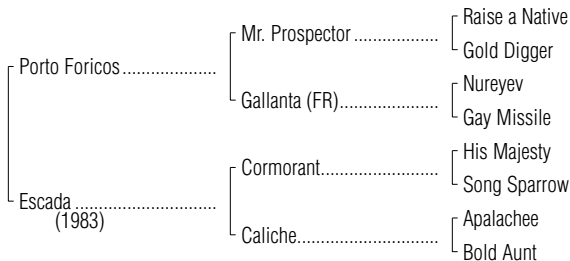 Raise a Native
Mr. Prospector ..................
Gold Digger
Porto Foricos....................
Nureyev
Gallanta (FR).....................
Gay Missile
His Majesty
Cormorant.........................
Song Sparrow
Escada ..............................
(1983)
Apalachee
Caliche..............................
Bold Aunt